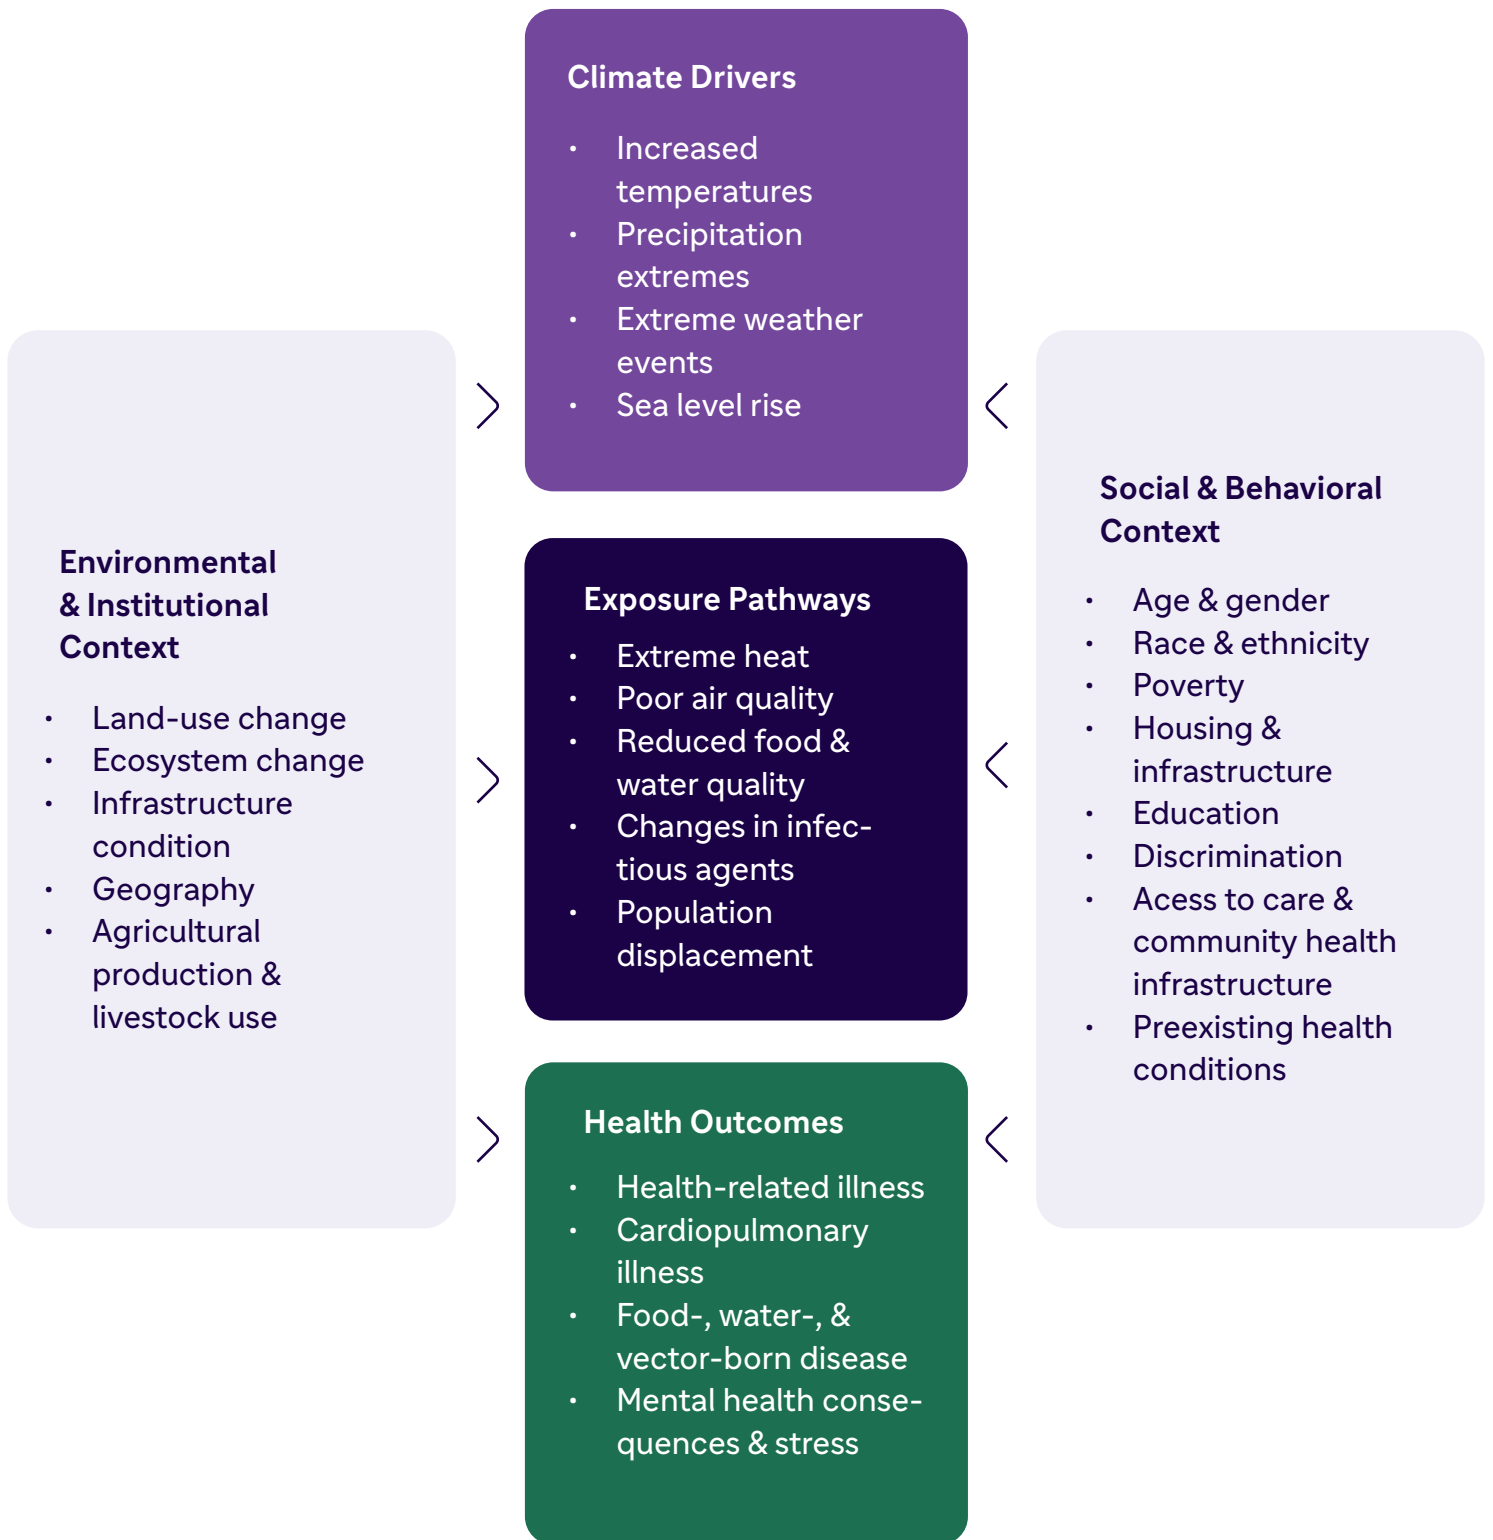 Climate Drivers
• Increased
temperatures
• Precipitation
extremes
• Extreme weather
events
• Sea level rise
Environmental
& Institutional
Context
• Land-use change
• Ecosystem change
• Infrastructure
condition
• Geography
• Agricultural
production &
livestock use
Exposure Pathways
• Extreme heat
• Poor air quality
• Reduced food &
water quality
• Changes in infec-
tious agents
• Population
displacement
Social & Behavioral
Context
• Age & gender
• Race & ethnicity
• Poverty
• Housing &
infrastructure
• Education
• Discrimination
• Acess to care &
community health
infrastructure
• Preexisting health
conditions
Health Outcomes
• Health-related illness
• Cardiopulmonary
illness
• Food-, water-, &
vector-born disease
• Mental health conse-
quences & stress